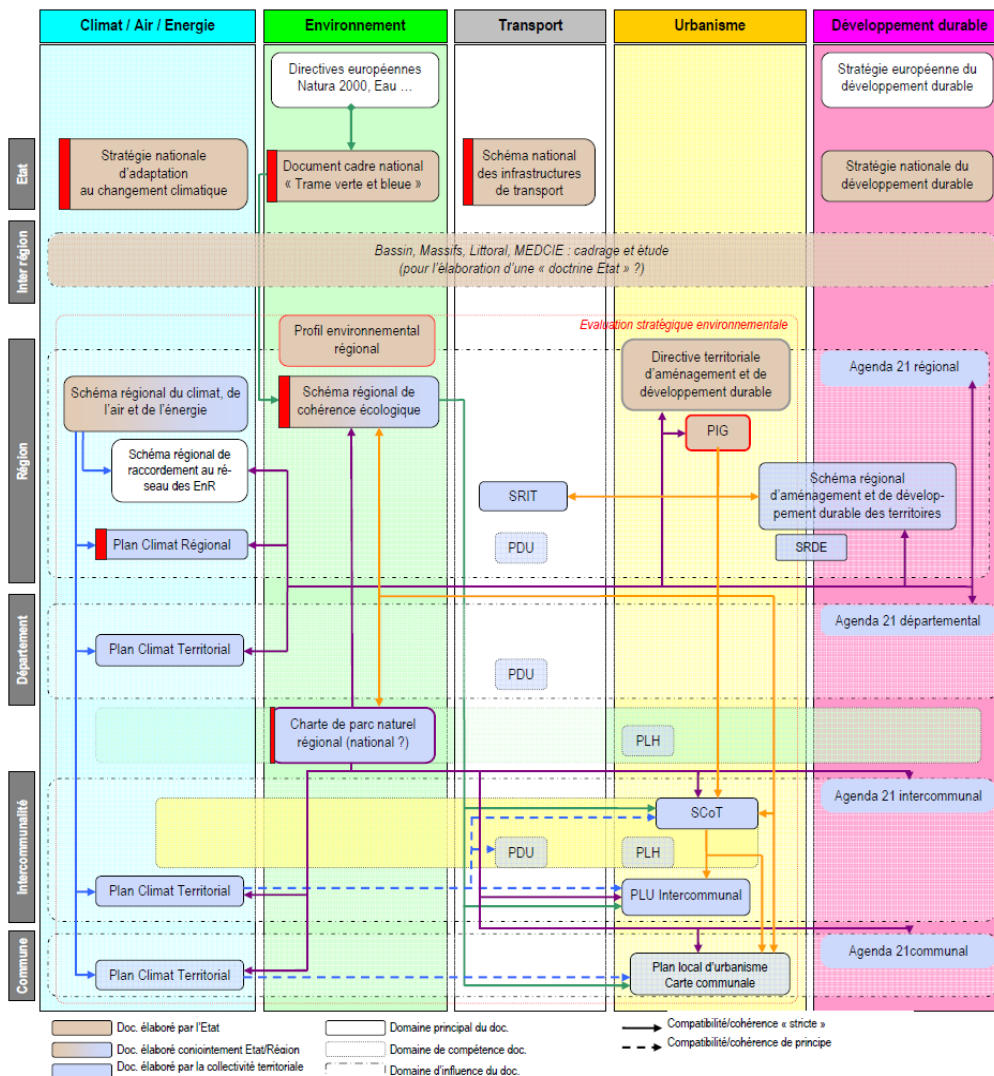 Climat / Air / Energie
Environnement
Transport
Urbanisme
Développement durable
Directives européennes
Natura 2000, Eau ...
Stratégie européenne du
développement durable
Etat
Stratégie nationale
d'adaptation
au changement climatique
Document cadre national
« Trame verte et bleue »
Schéma national
des infrastructures
de transport
Stratégie nationale du
développement durable
Inter région
Bassin, Massifs, Littoral, MEDCIE : cadrage et étude
(pour l'élaboration d'une « doctrine Etat » ?)
Evaluation stratégique environnementale
Région
Profil environnemental
régional
Directive territoriale
d'aménagement et de
développement durable
Agenda 21 régional
Schéma régional du climat, de
l'air et de l'énergie
Schéma régional de
cohérence écologique
PIG
Schéma régional de
raccordement au ré-
seau des EnR
SRIT
Schéma régional
d'aménagement et de dévelop-
pement durable des territoires
Plan Climat Régional
PDU
SRDE
Département
Agenda 21 départemental
Plan Climat Territorial
PDU
Charte de parc naturel
régional (national ?)
PLH
Intercommunalité
Agenda 21 intercommunal
SCoT
PDU
PLH
Plan Climat Territorial
PLU Intercommunal
Commune
Agenda 21communal
Plan Climat Territorial
Plan local d'urbanisme
Carte communale
Doc. élaboré par l'Etat
Doc. élaboré conjointement Etat/Région
Doc. élaboré par la collectivité territoriale
Domaine principal du doc.
Domaine de compétence doc.
Domaine d'influence du doc.
Compatibilité/cohérence « stricte »
Compatibilité/cohérence de principe